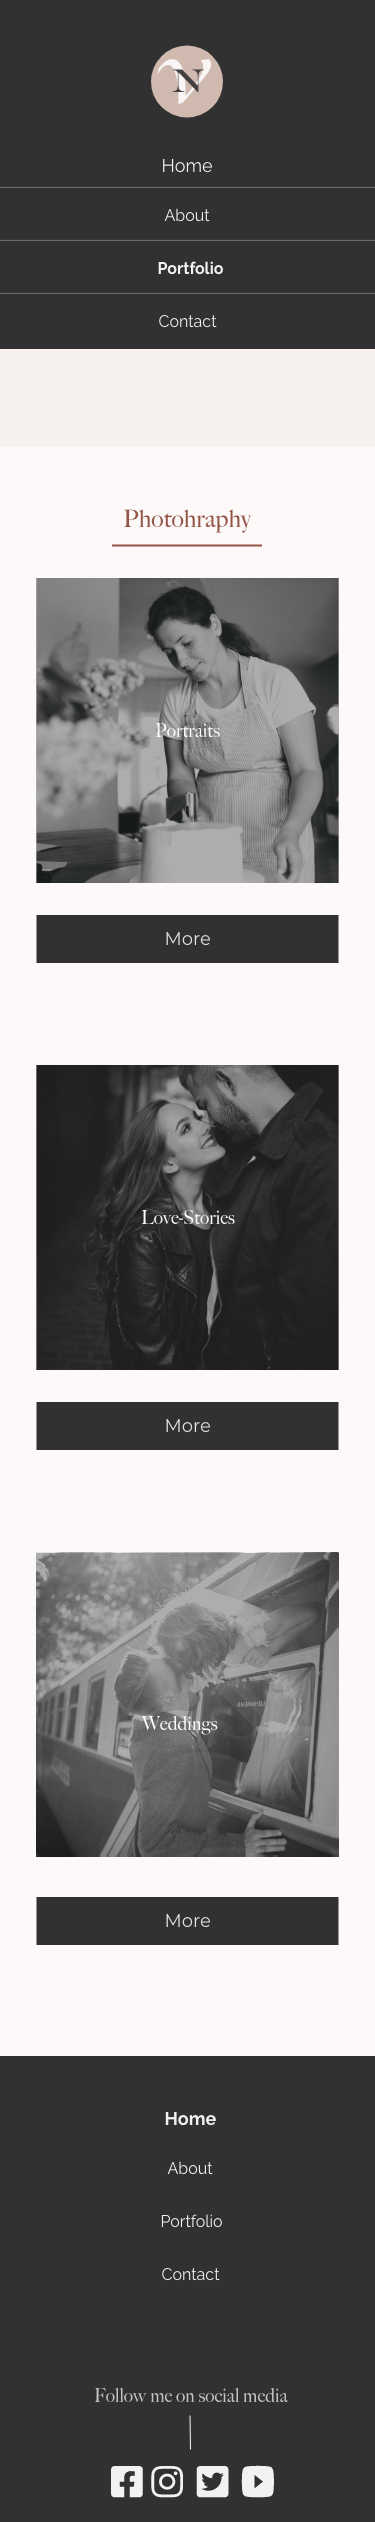 VN
Home
About
Portfolio
Contact
Photohraphy
Portraits
More
Love-Stories
More
Weddings
More
Home
About
Portfolio
Contact
Follow me on social media